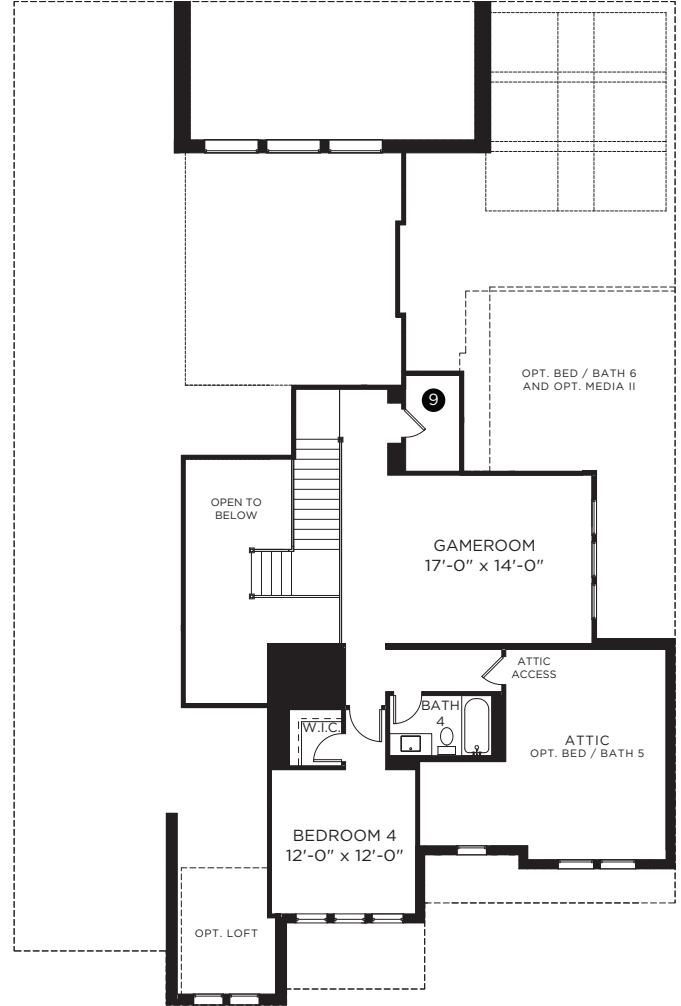 OPT. BED / BATH 6
AND OPT. MEDIA II
9
OPEN TO
BELOW
GAMEROOM
17'-0" x 14'-0"
ATTIC
ACCESS
BATH
4
W.I.C.
ATTIC
OPT. BED / BATH 5
BEDROOM 4
12'-0" x 12'-0"
OPT. LOFT